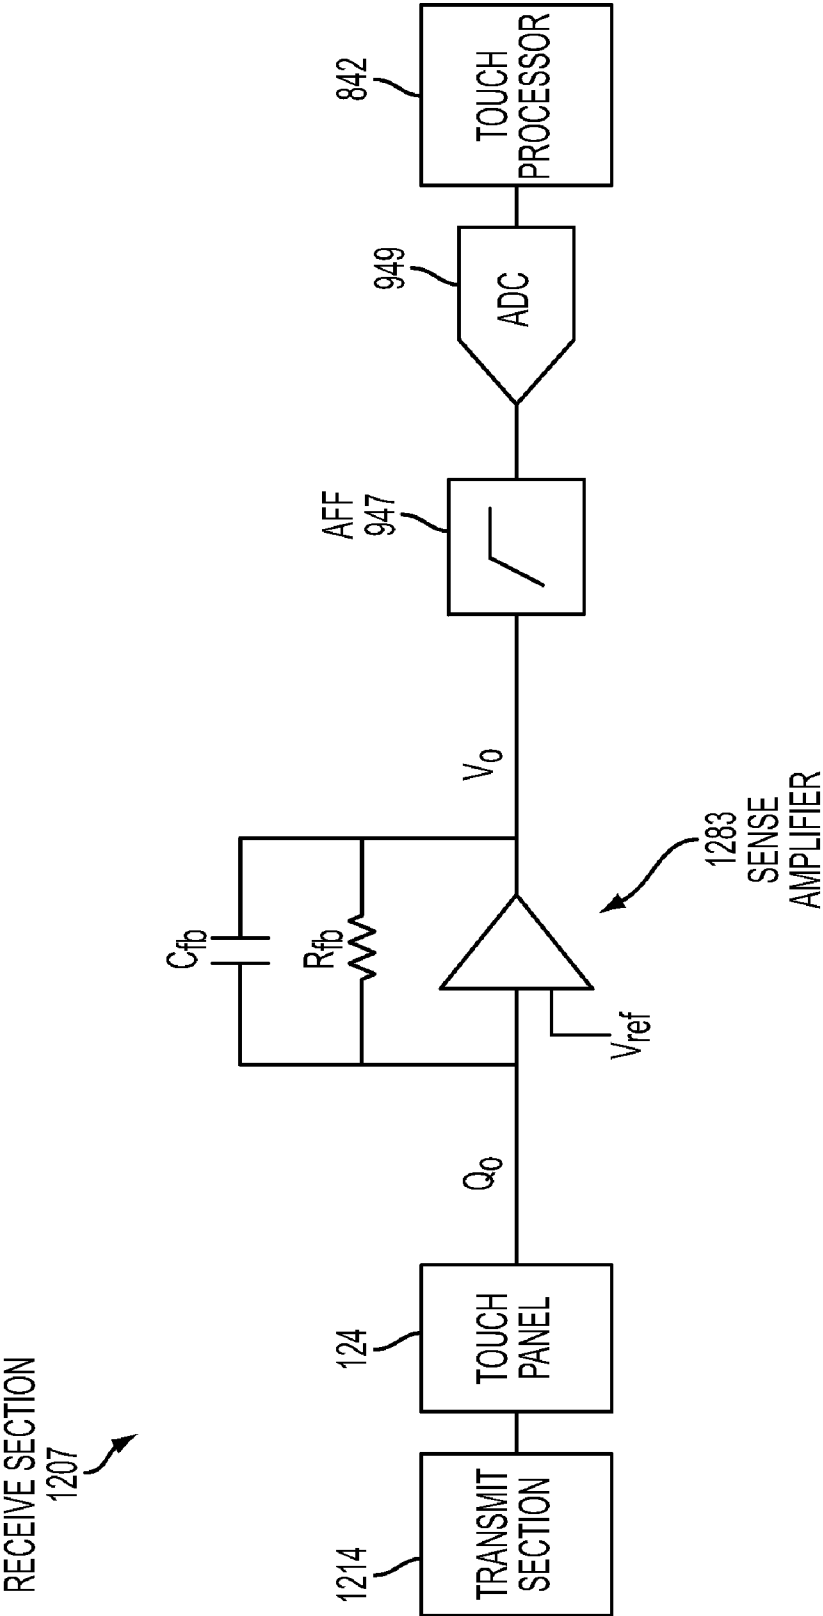 RECEIVE SECTION
1207
1214
TRANSMIT
SECTION
124
TOUCH
PANEL
Qo
Cfb
Rfb
Vref
1283
SENSE
AMPLIFIER
Vo
AFF
947
949
ADC
842
TOUCH
PROCESSOR